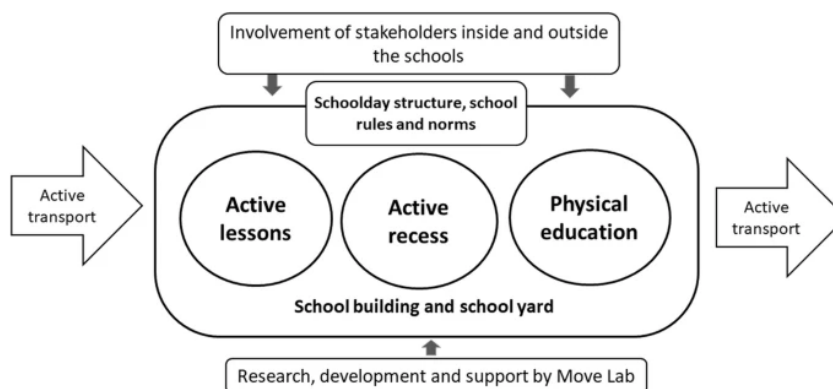 Involvement of stakeholders inside and outside
the schools
Schoolday structure, school
rules and norms
Active
transport
Active
lessons
Active
recess
Physical
education
Active
transport
School building and school yard
Research, development and support by Move Lab